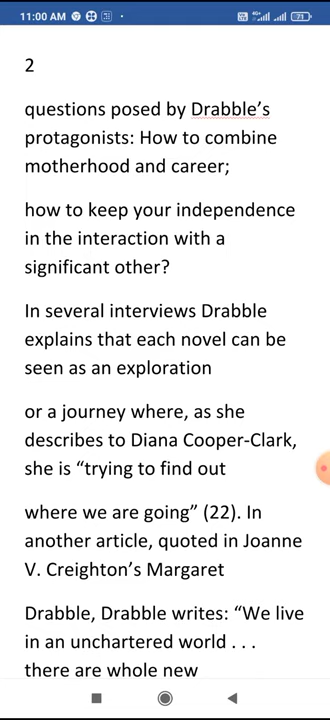 11:00 AM
4G+
73
2
questions posed by Drabble's
protagonists: How to combine
motherhood and career;
how to keep your independence
in the interaction with a
significant other?
In several interviews Drabble
explains that each novel can be
seen as an exploration
or a journey where, as she
describes to Diana Cooper-Clark,
she is “trying to find out
where we are going” (22). In
another article, quoted in Joanne
V. Creighton’s Margaret
Drabble, Drabble writes: “We live
in an unchartered world . . .
there are whole new